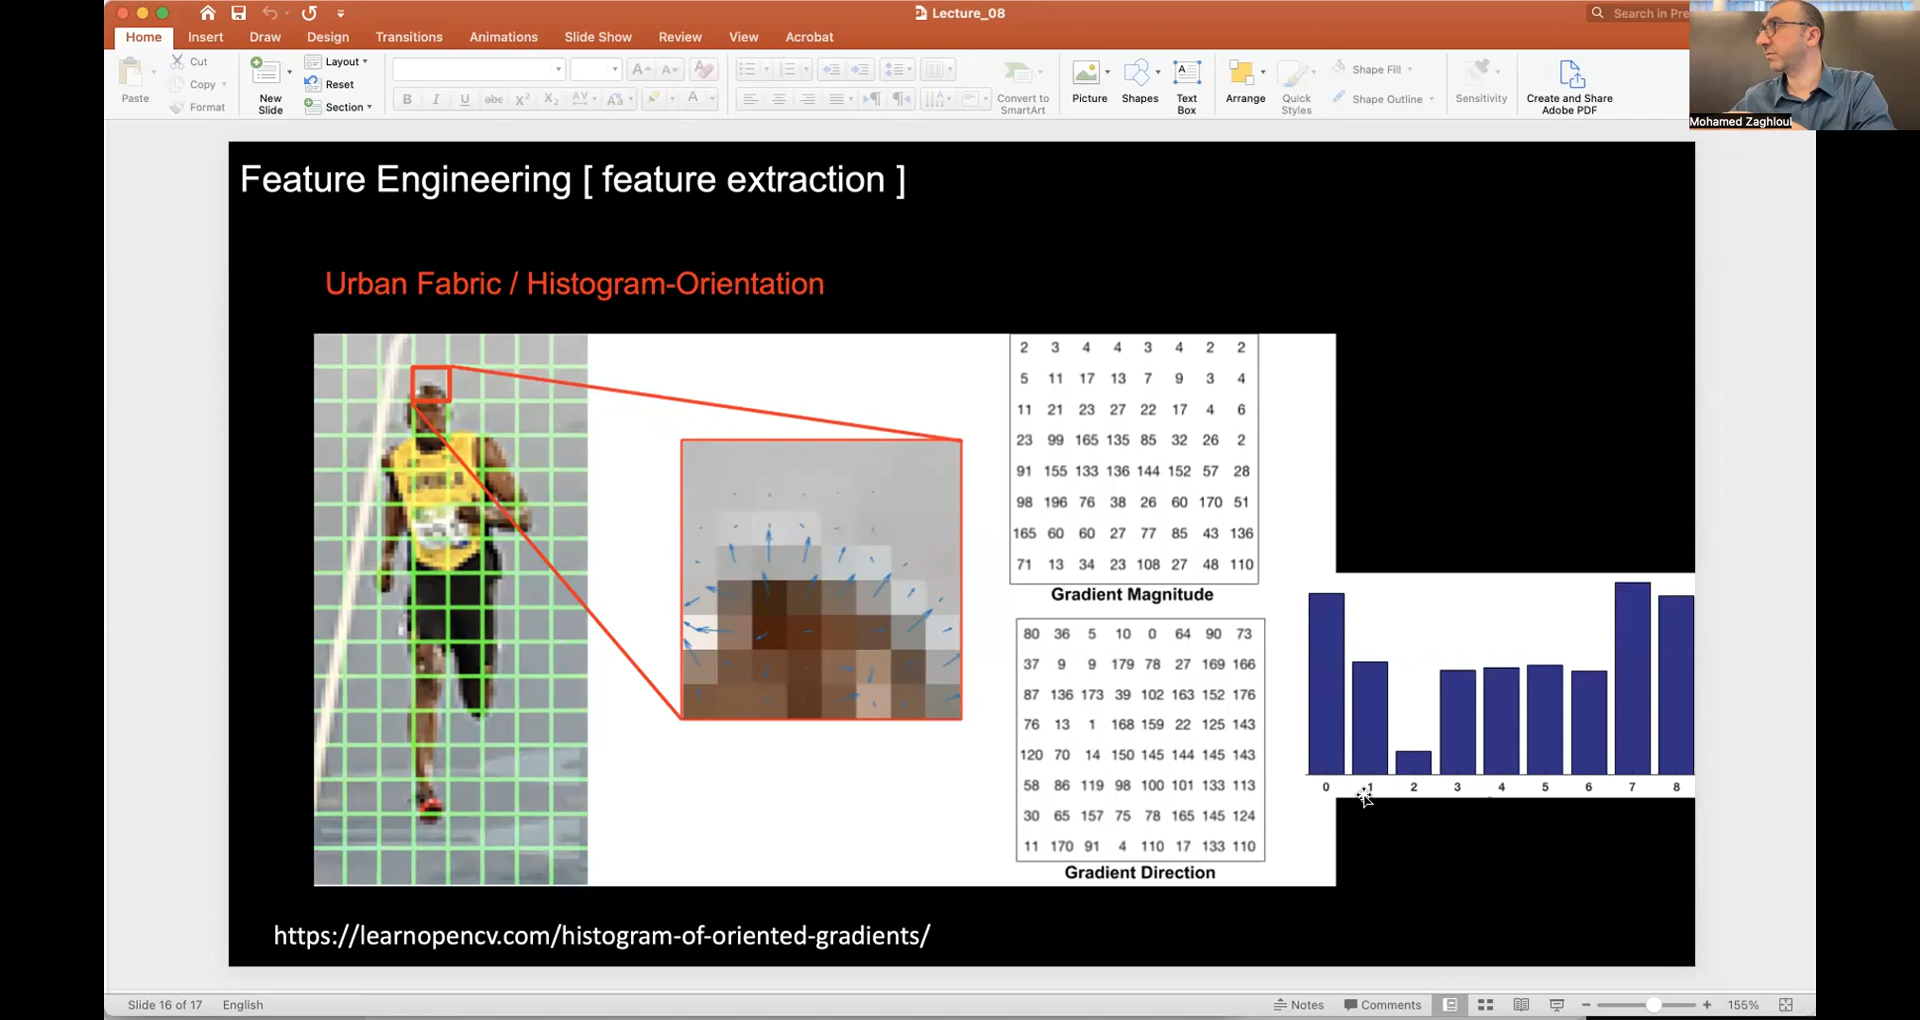 Lecture_08
Search in Pre
Home Insert Draw Design Transitions Animations Slide Show Review View Acrobat
Paste
Cut
Copy
Format
New Slide
Layout
Reset
Section
Convert to SmartArt
Picture
Shapes
Text Box
Arrange
Quick Styles
Shape Fill
Shape Outline
Sensitivity
Create and Share Adobe PDF
Mohamed Zaghloul
Feature Engineering [ feature extraction ]
Urban Fabric / Histogram-Orientation
2 3 4 4 3 4 2 2
5 11 17 13 7 9 3 4
11 21 23 27 22 17 4 6
23 99 165 135 85 32 26 2
91 155 133 136 144 152 57 28
98 196 76 38 26 60 170 51
165 60 60 27 77 85 43 136
71 13 34 23 108 27 48 110
Gradient Magnitude
80 36 5 10 0 64 90 73
37 9 9 179 78 27 169 166
87 136 173 39 102 163 152 176
76 13 1 168 159 22 125 143
120 70 14 150 145 144 145 143
58 86 119 98 100 101 133 113
30 65 157 75 78 165 145 124
11 170 91 4 110 17 133 110
Gradient Direction
0 1 2 3 4 5 6 7 8
https://learnopencv.com/histogram-of-oriented-gradients/
Slide 16 of 17 English
Notes Comments 155%